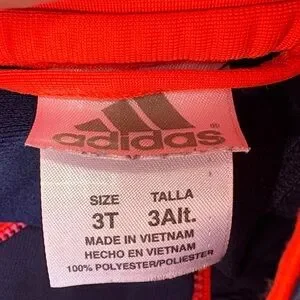 adidas®
SIZE TALLA
3T 3Alt.
MADE IN VIETNAM
HECHO EN VIETNAM
100% POLYESTER/POLIESTER